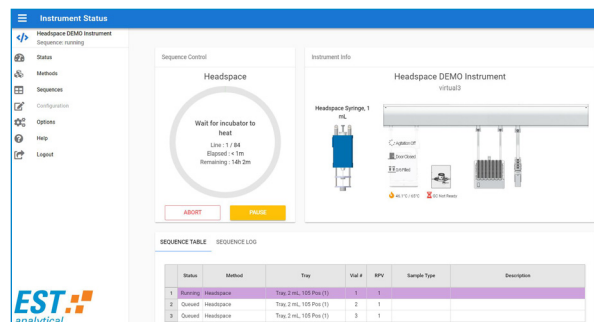 Instrument Status
Headspace DEMO Instrument
Sequence: running
Status
Methods
Sequences
Configuration
Options
Help
Logout
EST
analytical
Sequence Control
Headspace
Wait for incubator to
heat
Line : 1 / 84
Elapsed : < 1m
Remaining : 14h 2m
ABORT
PAUSE
Instrument Info
Headspace DEMO Instrument
virtual3
Headspace Syringe, 1
mL
Agitation Off
Door Closed
GC Not Ready
SEQUENCE TABLE SEQUENCE LOG
Status Method Tray Vial # RPV Sample Type Description
1 Running Headspace Tray, 2 mL, 105 Pos (1) 1 1
2 Queued Headspace Tray, 2 mL, 105 Pos (1) 2 1
3 Queued Headspace Tray, 2 mL, 105 Pos (1) 3 1